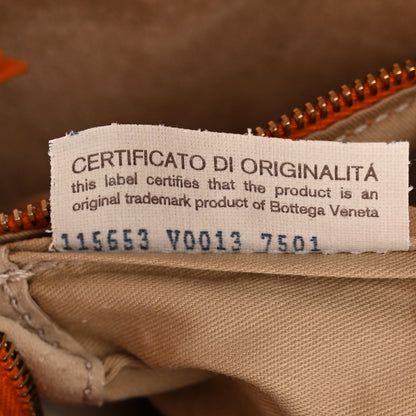 CERTIFICATO DI ORIGINALITÁ
this label certifies that the product is an
original trademark product of Bottega Veneta
115653 V0013 7501